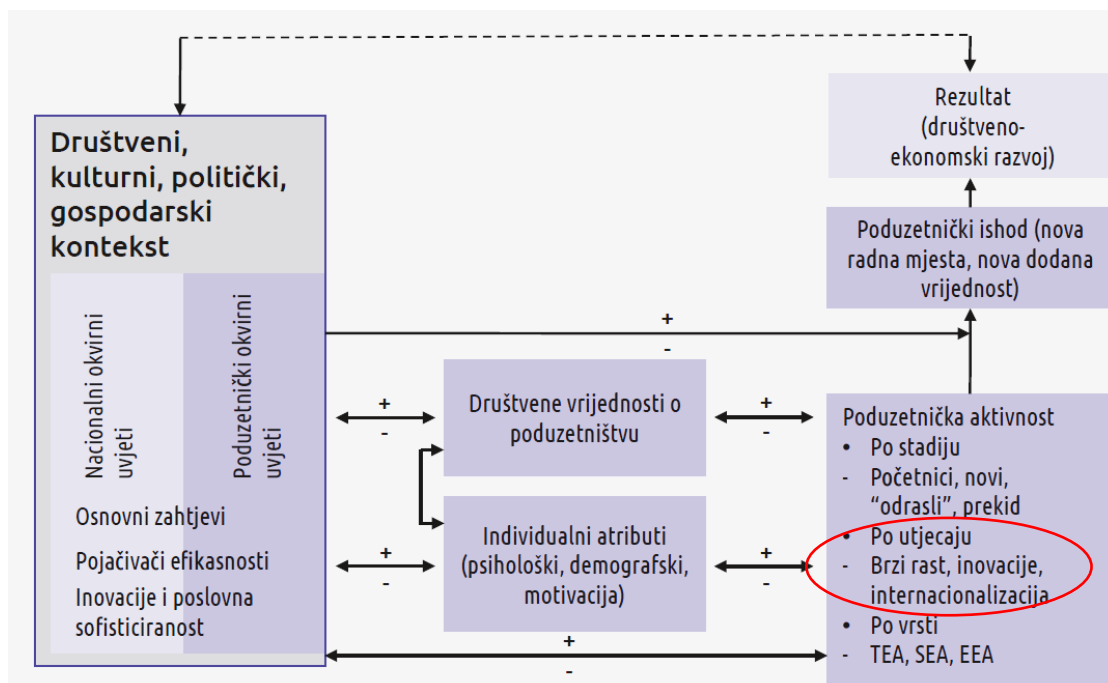 Rezultat
(društveno-
ekonomski razvoj)
Društveni,
kulturni, politički,
gospodarski
kontekst
Poduzetnički ishod (nova
radna mjesta, nova dodana
vrijednost)
Nacionalni okvirni
uvjeti
Poduzetnički okvirni
uvjeti
+
-
+
-
Društvene vrijednosti o
poduzetništvu
+
-
Poduzetnička aktivnost
• Po stadiju
- Početnici, novi,
“odrasli”, prekid
• Po utjecaju
- Brzi rast, inovacije,
internacionalizacija
• Po vrsti
- TEA, SEA, EEA
Osnovni zahtjevi
Pojačivači efikasnosti
Inovacije i poslovna
sofisticiranost
+
-
Individualni atributi
(psihološki, demografski,
motivacija)
+
-
+
-